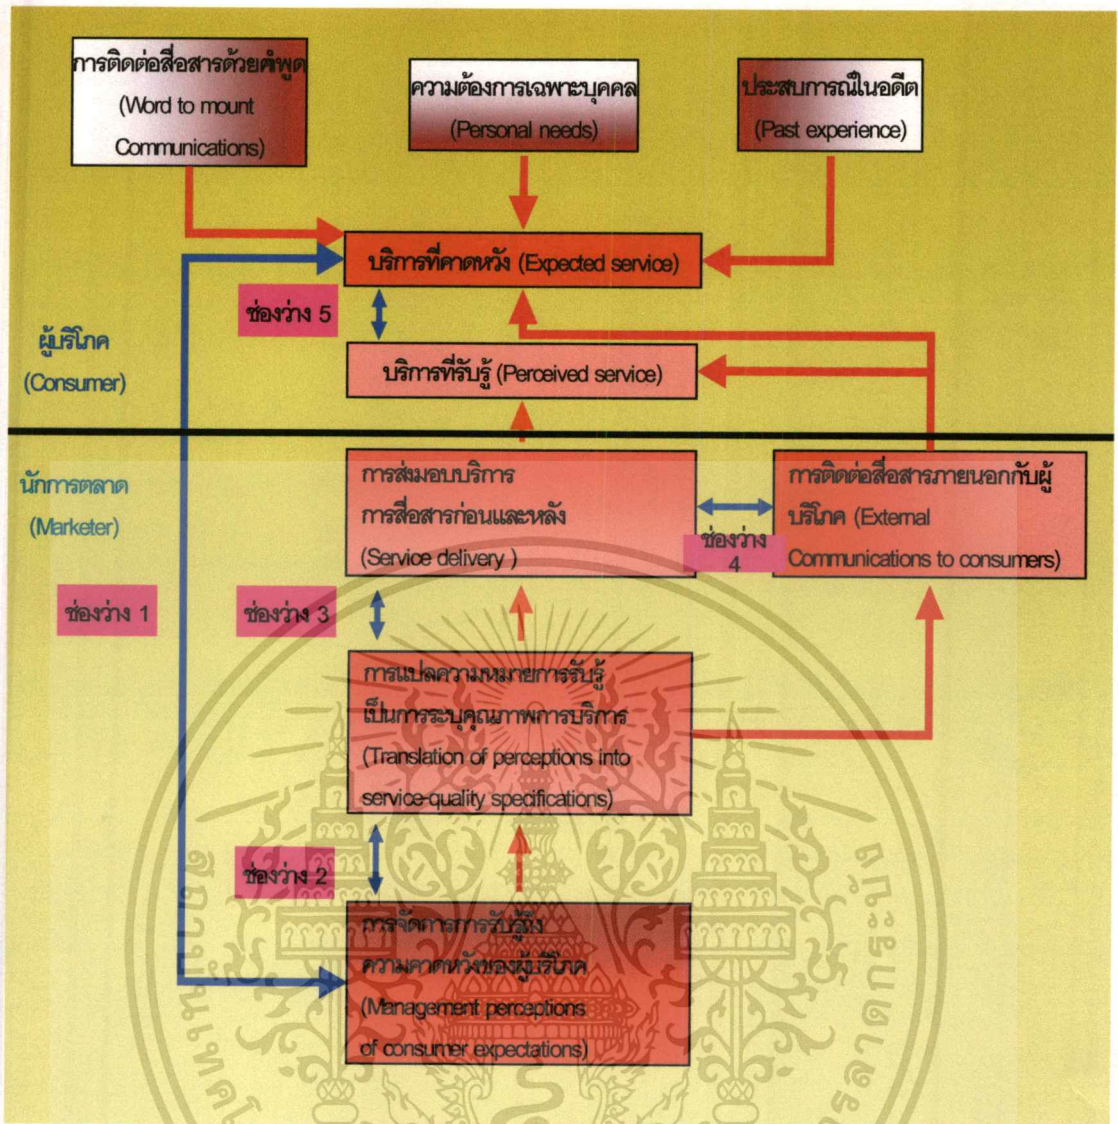 การติดต่อสื่อสารด้วยคำพูด
(Word to mount
Communications)
ความต้องการเฉพาะบุคคล
(Personal needs)
ประสบการณ์ในอดีต
(Past experience)
บริการที่คาดหวัง (Expected service)
ช่องว่าง 5
ผู้บริโภค
(Consumer)
บริการที่รับรู้ (Perceived service)
นักการตลาด
(Marketer)
การส่งมอบบริการ
การสื่อสารก่อนและหลัง
(Service delivery )
ช่องว่าง
4
การติดต่อสื่อสารภายนอกกับผู้
บริโภค (External
Communications to consumers)
ช่องว่าง 1
ช่องว่าง 3
การแปลความหมายการรับรู้
เป็นการระบุคุณภาพการบริการ
(Translation of perceptions into
service-quality specifications)
ช่องว่าง 2
การจัดการการรับรู้ถึง
ความคาดหวังของผู้บริโภค
(Management perceptions
of consumer expectations)